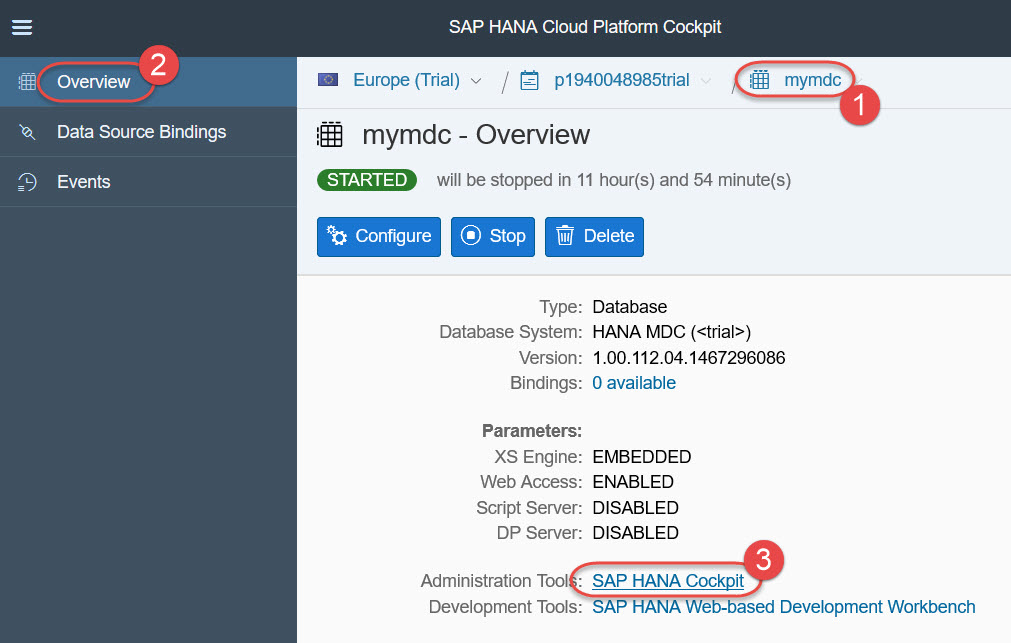 SAP HANA Cloud Platform Cockpit
Overview 2
Data Source Bindings
Events
Europe (Trial) / p1940048985trial / mymdc 1
mymdc - Overview
STARTED will be stopped in 11 hour(s) and 54 minute(s)
Configure Stop Delete
Type: Database
Database System: HANA MDC (<trial>)
Version: 1.00.112.04.1467296086
Bindings: 0 available
Parameters:
XS Engine: EMBEDDED
Web Access: ENABLED
Script Server: DISABLED
DP Server: DISABLED
Administration Tools: SAP HANA Cockpit 3
Development Tools: SAP HANA Web-based Development Workbench